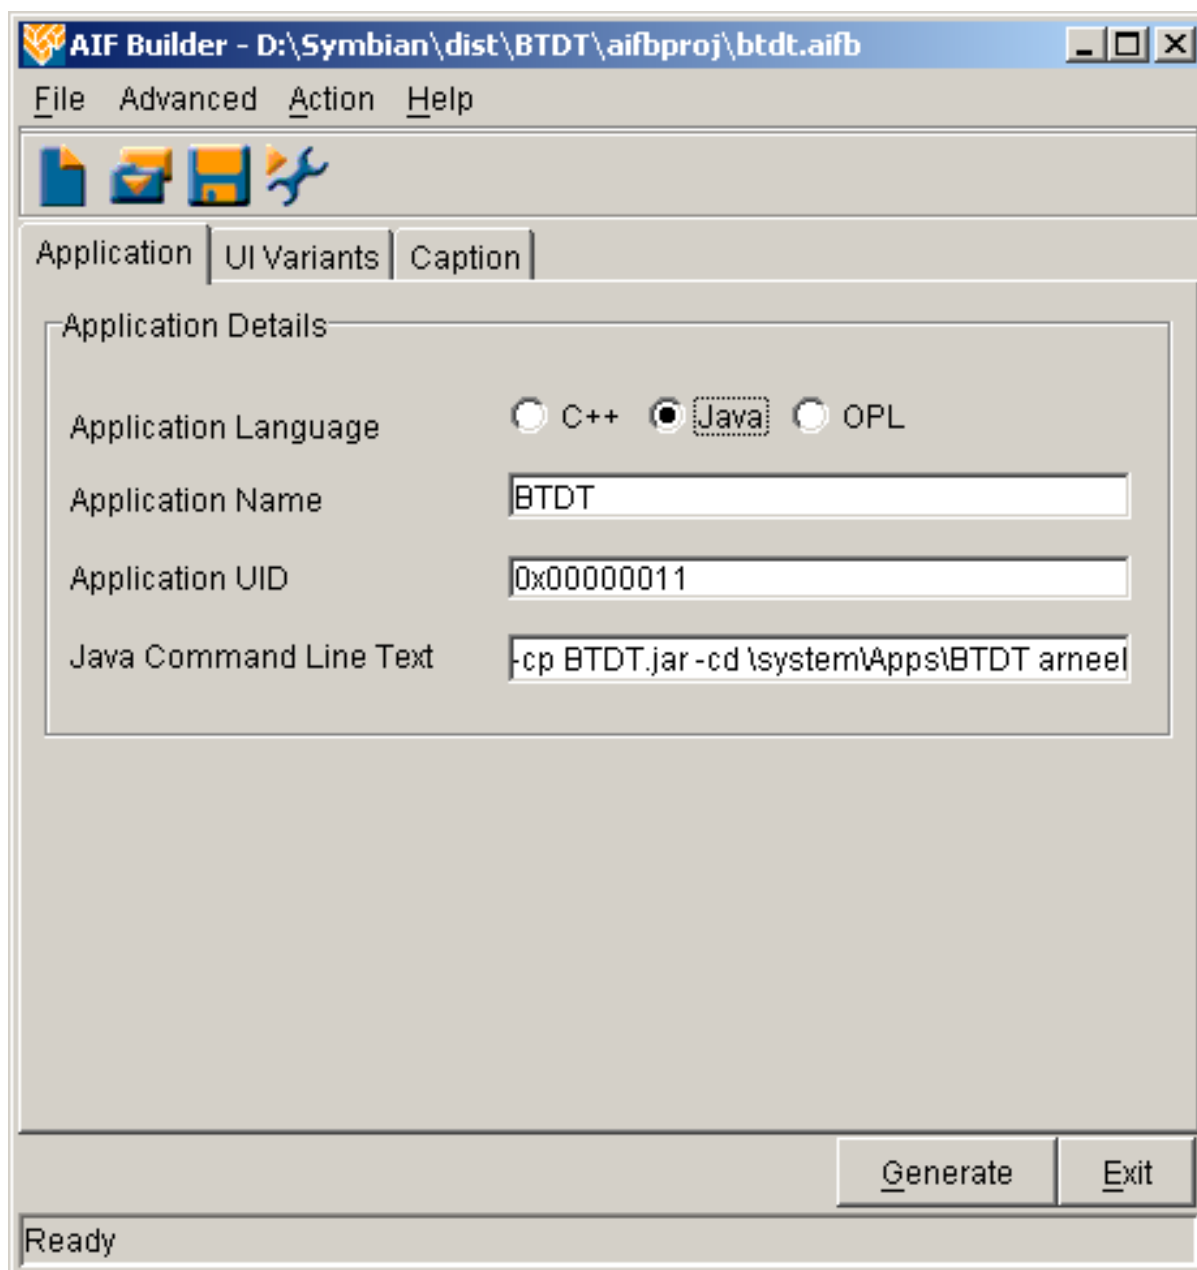 AIF Builder - D:\Symbian\dist\BTDT\aifbproj\btdt.aifb
File Advanced Action Help
Application UI Variants Caption
Application Details
Application Language C++ Java OPL
Application Name BTDT
Application UID 0x00000011
Java Command Line Text -cp BTDT.jar -cd \system\Apps\BTDT arneel
Generate Exit
Ready